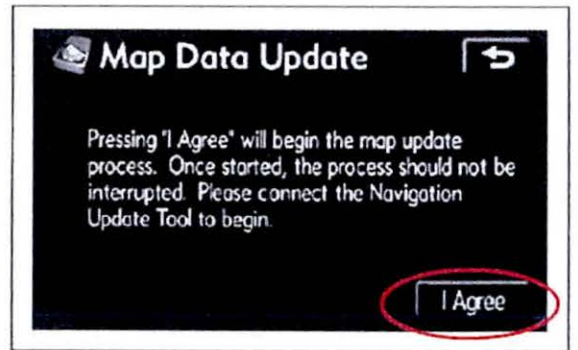 Map Data Update
Pressing "I Agree" will begin the map update
process. Once started, the process should not be
interrupted. Please connect the Navigation
Update Tool to begin.
I Agree